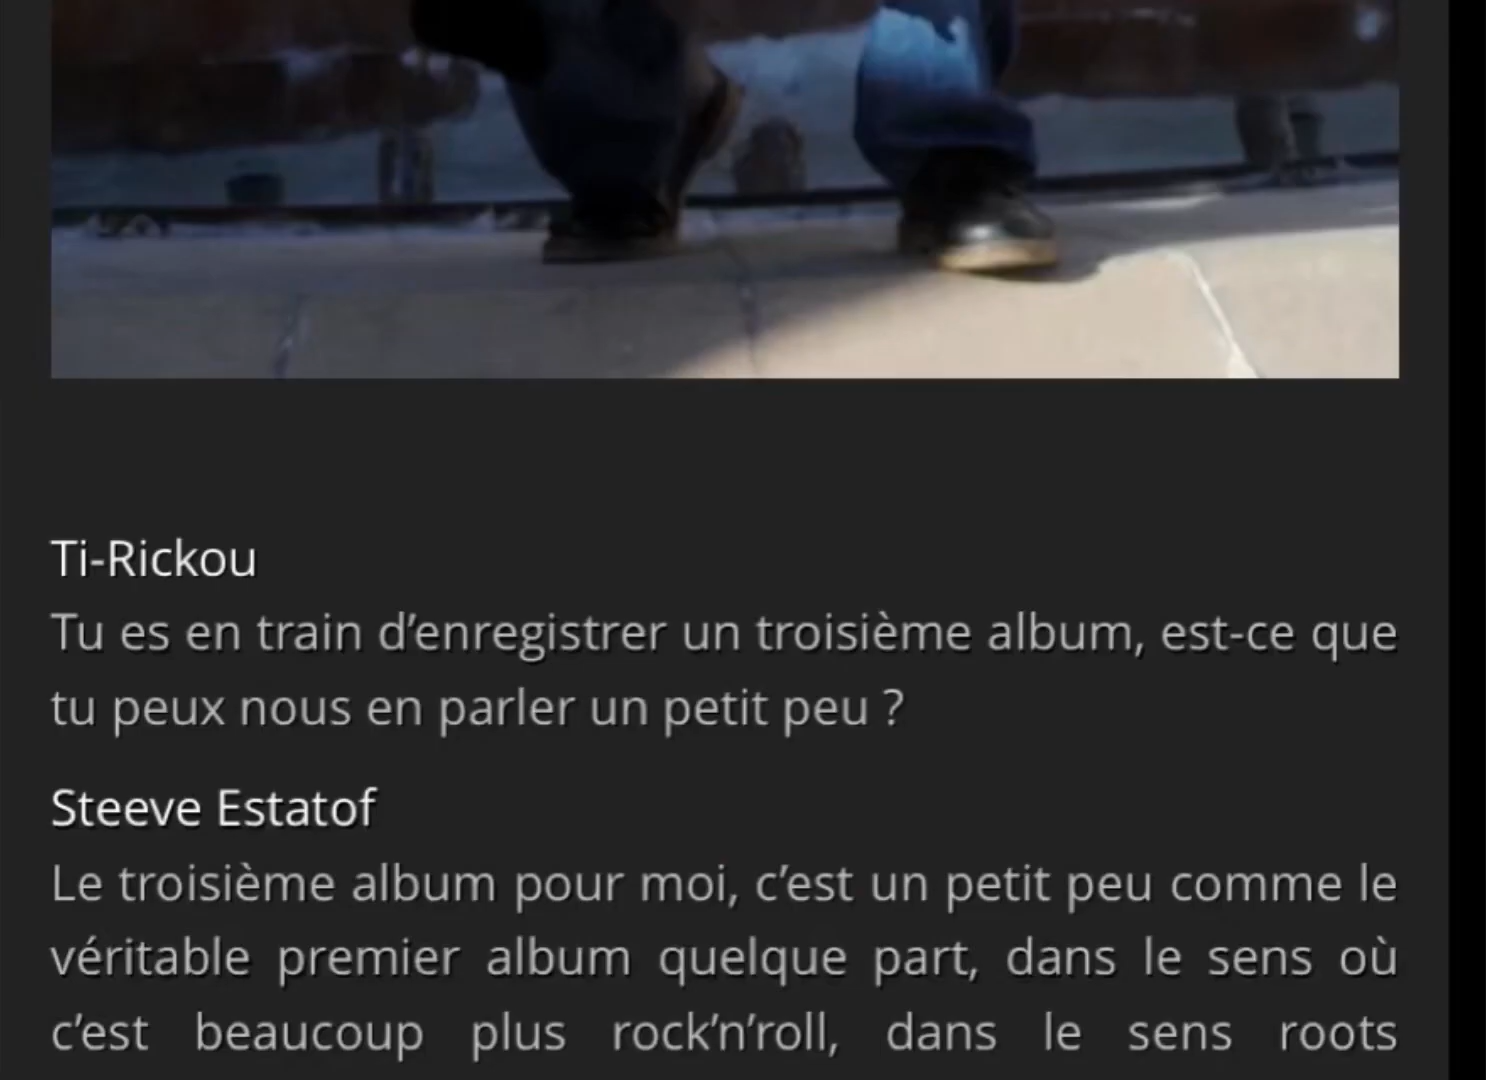 Ti-Rickou
Tu es en train d’enregistrer un troisième album, est-ce que
tu peux nous en parler un petit peu ?
Steeve Estatof
Le troisième album pour moi, c’est un petit peu comme le
véritable premier album quelque part, dans le sens où
c’est beaucoup plus rock’n’roll, dans le sens roots